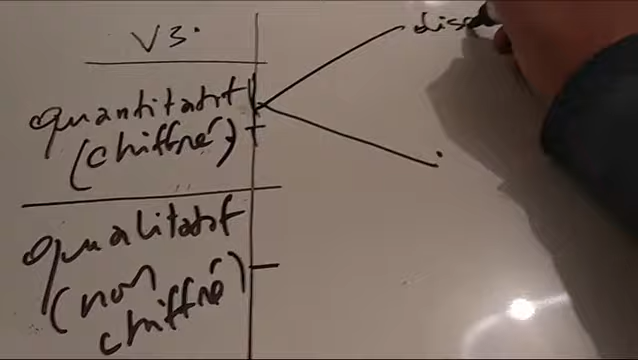 V3.
quantitatif
(chiffré)
qualitatif
(non
chiffré)